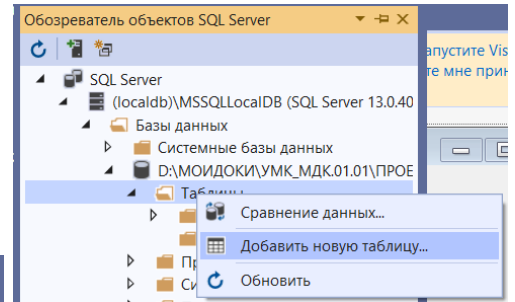 Обозреватель объектов SQL Server
апустите Vis
те мне прин
SQL Server
(localdb)\MSSQLLocalDB (SQL Server 13.0.40
Базы данных
Системные базы данных
D:\МОИДОКИ\УМК_МДК.01.01\ПРОЕ
Таблицы
Сравнение данных...
Добавить новую таблицу...
Пр
Обновить